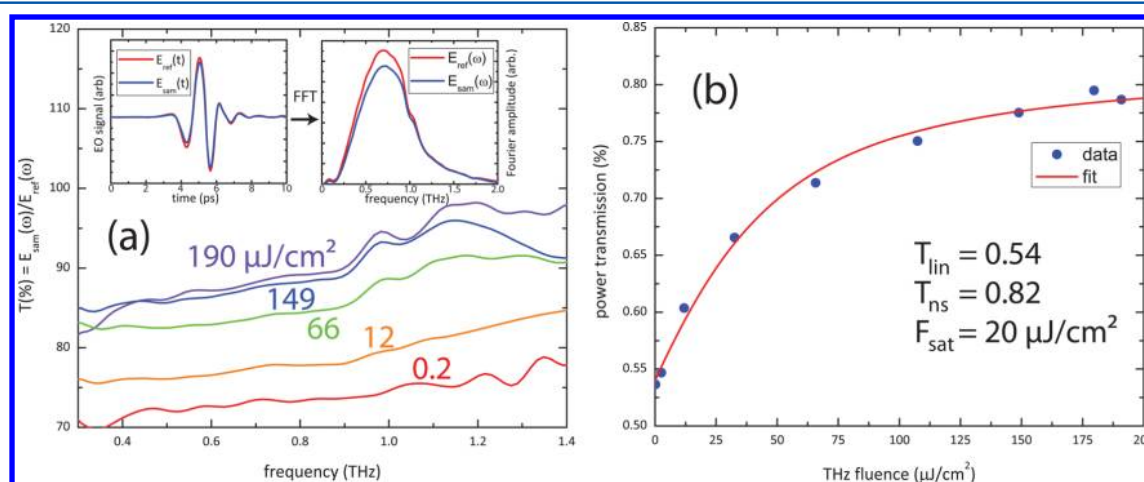 120
110
100
90
80
70
T(%) = E_sam(ω)/E_ref(ω)
0.4
0.6
0.8
1.0
1.2
1.4
frequency (THz)
(a)
190 μJ/cm²
149
66
12
0.2
EO signal (arb)
E_ref(t)
E_sam(t)
0
2
4
6
8
10
time (ps)
FFT
E_ref(ω)
E_sam(ω)
Fourier amplitude (arb.)
0
0.5
1.0
1.5
2.0
frequency (THz)
0.85
0.80
0.75
0.70
0.65
0.60
0.55
0.50
power transmission (%)
(b)
data
fit
T_lin = 0.54
T_ns = 0.82
F_sat = 20 μJ/cm²
0
25
50
75
100
125
150
175
200
THz fluence (μJ/cm²)